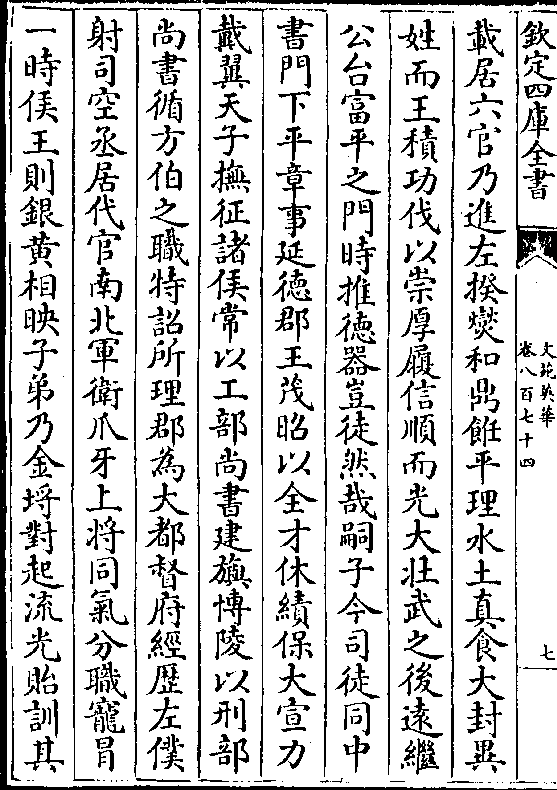 欽定四庫全書
文苑英華
卷八百七十四
七
載居六官乃進左揆爕和鼎飪平理水土真食大封異
姓而王積功伐以崇厚履信順而光大壮武之後遠繼
公台富平之門時推徳器豈徒然哉嗣子今司徒同中
書門下平章事延徳郡王茂昭以全才休績保大宣力
戴翼天子撫征諸侯常以工部尚書建旟博陵以刑部
尚書循方伯之職特詔所理郡為大都督府經歴左僕
射司空丞居代官南北軍衛爪牙上将同氣分職寵冒
一時侯王則銀黄相映子弟乃金埓對起流光貽訓其